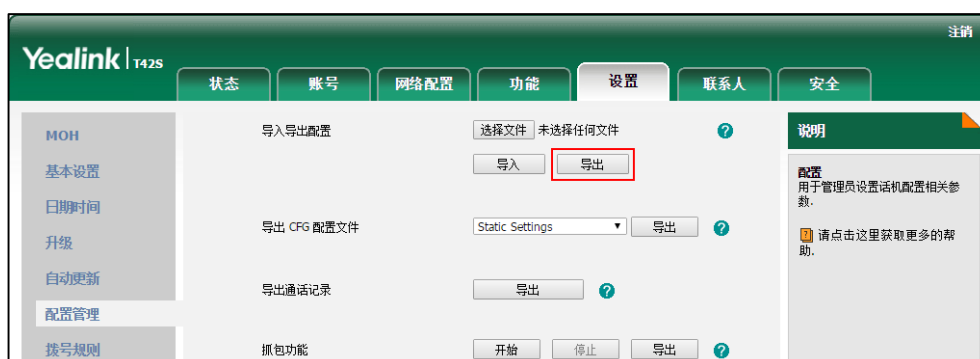 注销
Yealink | T42S
状态 账号 网络配置 功能 设置 联系人 安全
MOH
基本设置
日期时间
升级
自动更新
配置管理
拨号规则
导入导出配置 选择文件 未选择任何文件
导入 导出
导出 CFG 配置文件 Static Settings 导出
导出通话记录 导出
抓包功能 开始 停止 导出
说明
配置
用于管理员设置话机配置相关参
数.
请点击这里获取更多的帮
助.